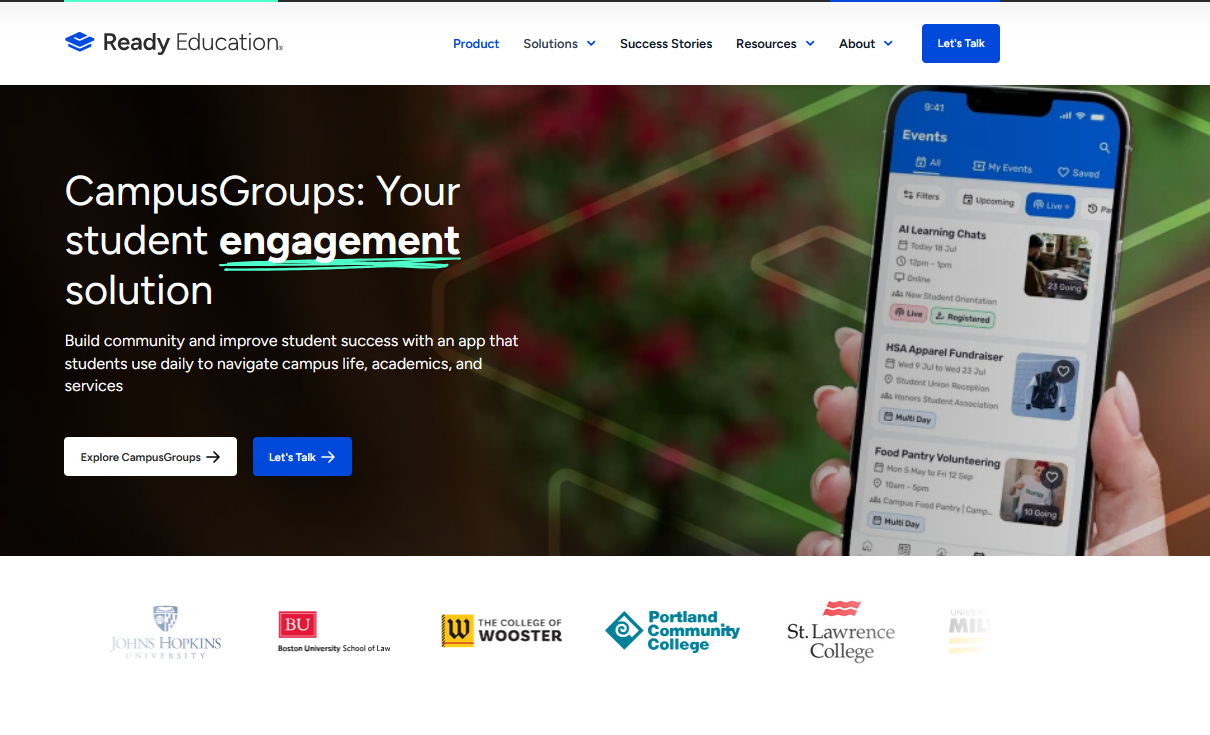 Ready Education®
Product
Solutions
Success Stories
Resources
About
Let's Talk
CampusGroups: Your
student engagement
solution
Build community and improve student success with an app that
students use daily to navigate campus life, academics, and
services
Explore CampusGroups
Let's Talk
9:41
Events
All
My Events
Saved
Filters
Upcoming
Live
AI Learning Chats
Today 18 Jul
12pm - 1pm
Online
New Student Orientation
Live
Registered
23 Going
HSA Apparel Fundraiser
Wed 9 Jul to Wed 23 Jul
Student Union Reception
Honors Student Association
Multi Day
Food Pantry Volunteering
Mon 5 May to Fri 12 Sep
10am - 5pm
Campus Food Pantry | Camp...
Multi Day
10 Going
JOHNS HOPKINS
UNIVERSITY
BU
Boston University School of Law
W
THE COLLEGE OF
WOOSTER
Portland
Community
College
St. Lawrence
College